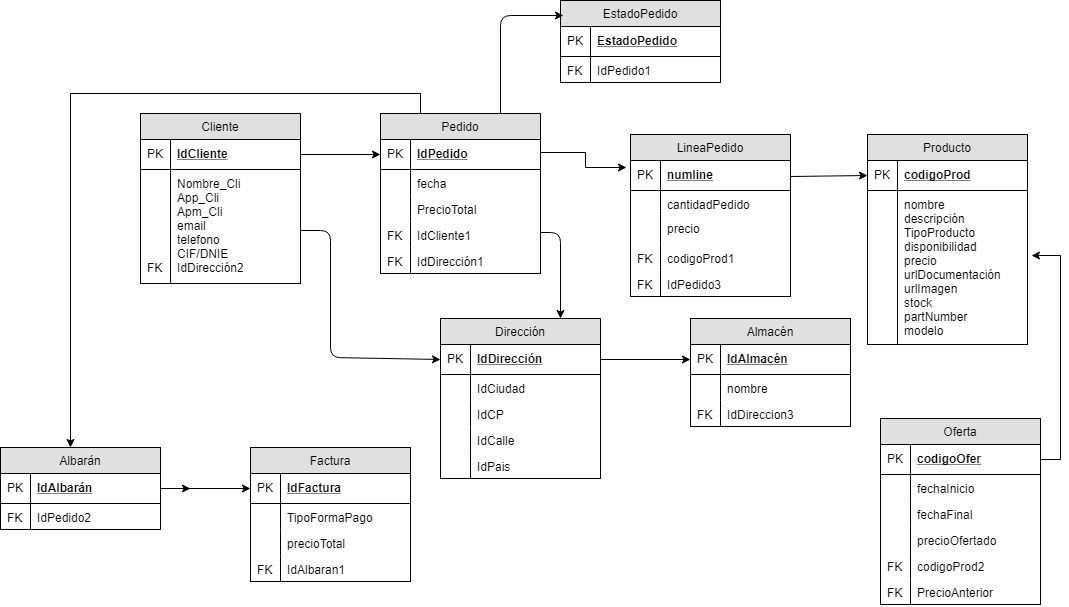 EstadoPedido
PK EstadoPedido
FK IdPedido1
Cliente
PK IdCliente
Nombre_Cli
App_Cli
Apm_Cli
email
telefono
CIF/DNIE
FK IdDirección2
Pedido
PK IdPedido
fecha
PrecioTotal
FK IdCliente1
FK IdDirección1
LineaPedido
PK numline
cantidadPedido
precio
FK codigoProd1
FK IdPedido3
Producto
PK codigoProd
nombre
descripción
TipoProducto
disponibilidad
precio
urlDocumentación
urlImagen
stock
partNumber
modelo
Dirección
PK IdDirección
IdCiudad
IdCP
IdCalle
IdPais
Almacén
PK IdAlmacén
nombre
FK IdDireccion3
Albarán
PK IdAlbarán
FK IdPedido2
Factura
PK IdFactura
TipoFormaPago
precioTotal
FK IdAlbaran1
Oferta
PK codigoOfer
fechaInicio
fechaFinal
precioOfertado
FK codigoProd2
FK PrecioAnterior